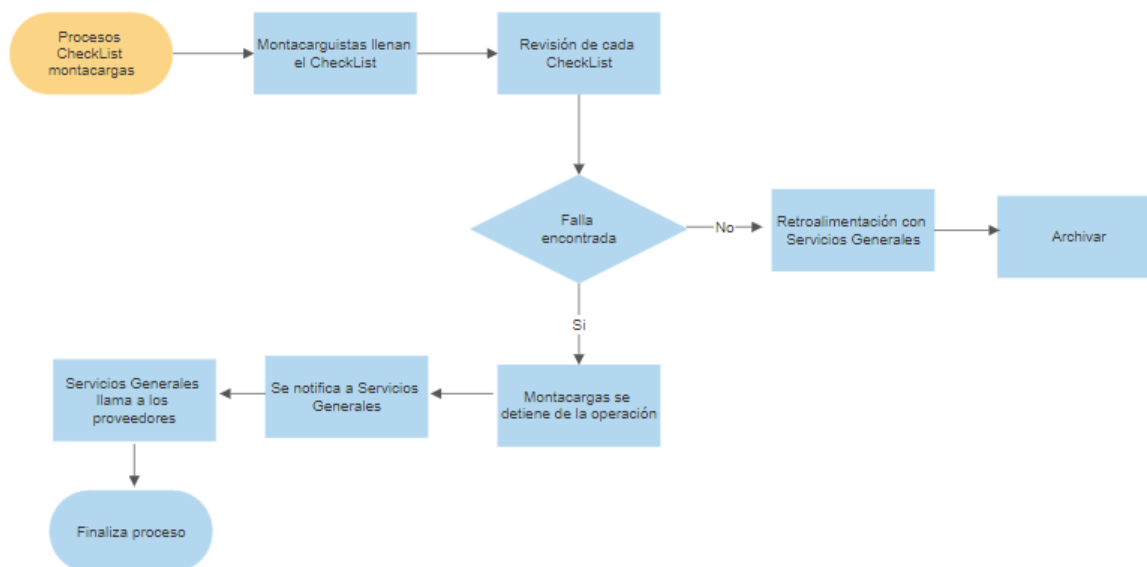 Procesos
CheckList
montacargas
Montacarguistas llenan
el CheckList
Revisión de cada
CheckList
Falla
encontrada
No
Retroalimentación con
Servicios Generales
Archivar
Si
Montacargas se
detiene de la operación
Se notifica a Servicios
Generales
Servicios Generales
llama a los
proveedores
Finaliza proceso